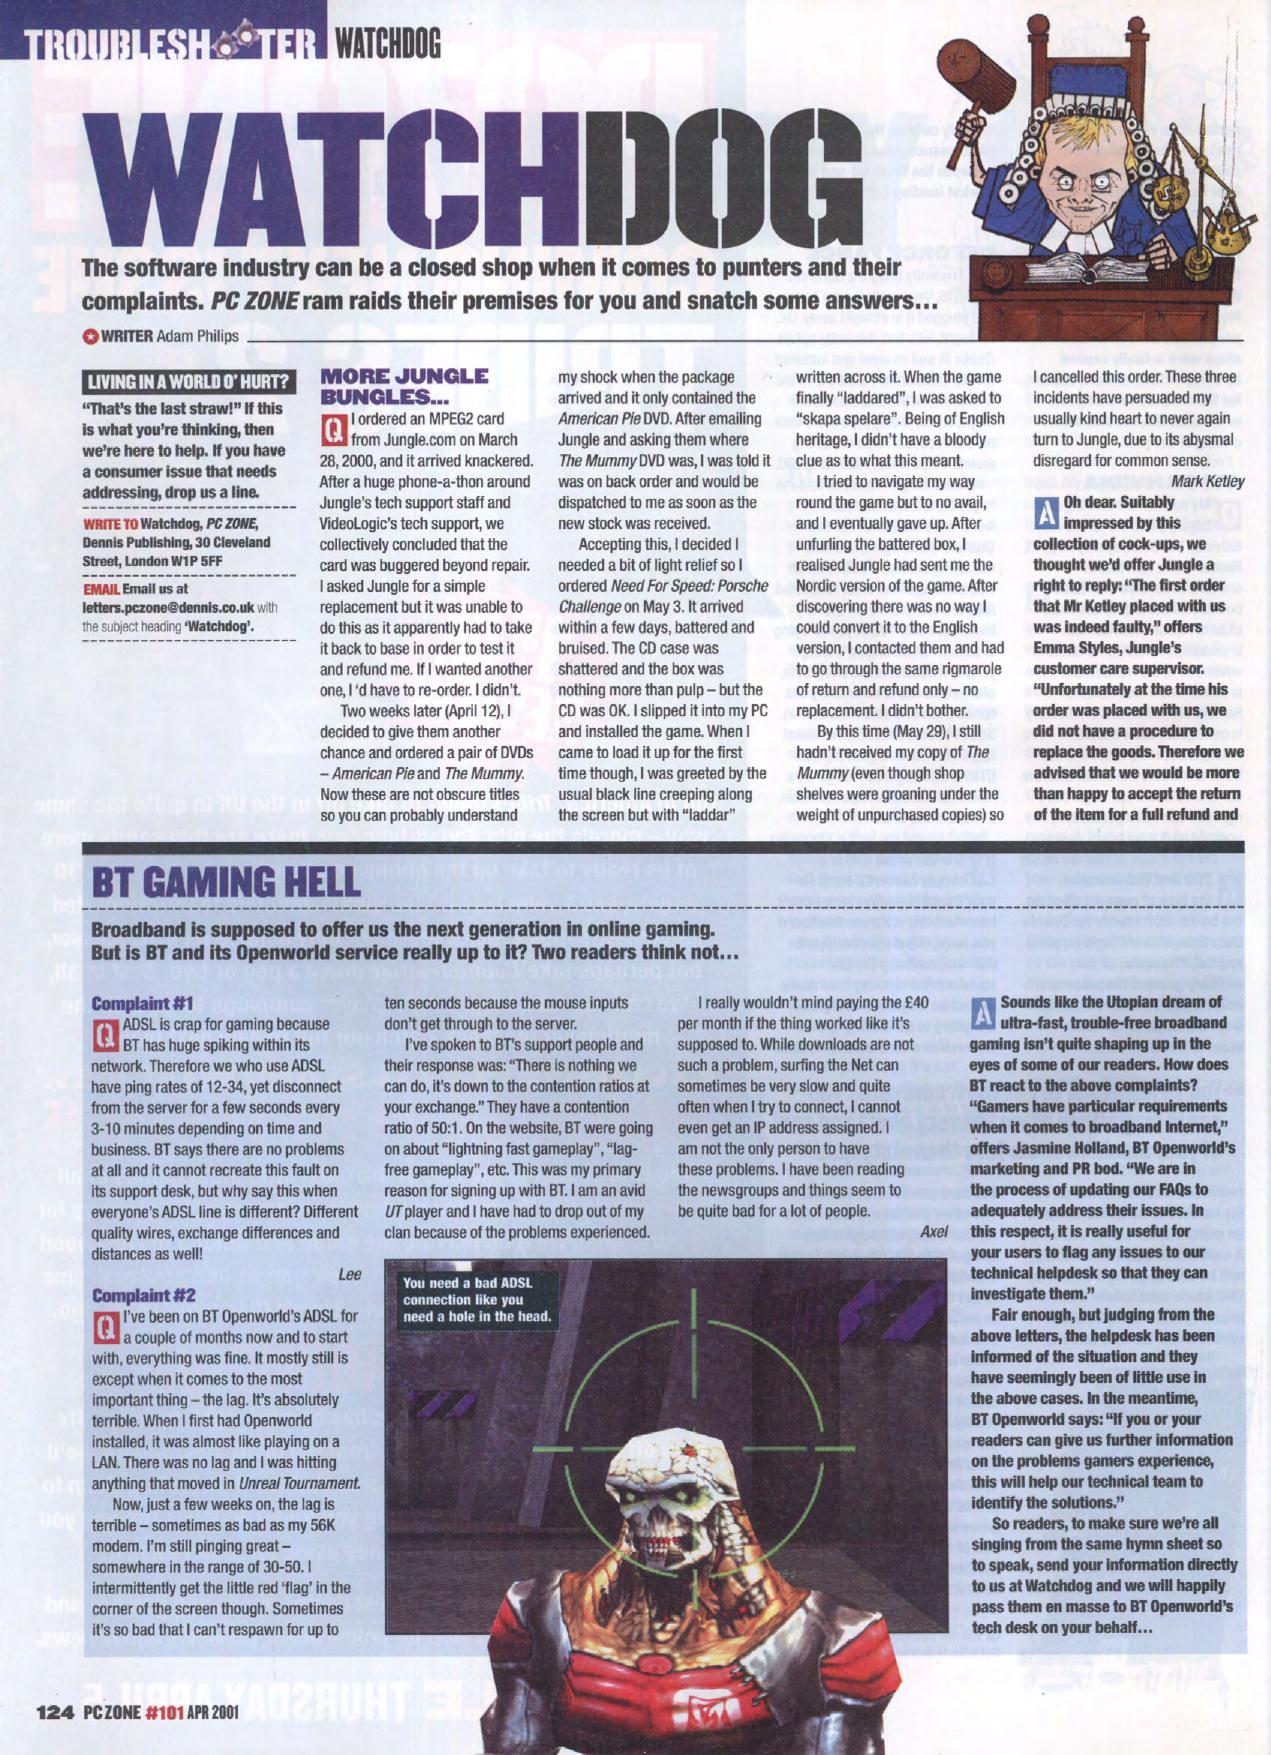 TROUBLESHOOTER WATCHDOG
WATCHDOG
The software industry can be a closed shop when it comes to punters and their
complaints. PC ZONE ram raids their premises for you and snatch some answers...
WRITER Adam Philips
LIVING IN A WORLD O' HURT?
"That's the last straw!" If this
is what you're thinking, then
we're here to help. If you have
a consumer issue that needs
addressing, drop us a line.
WRITE TO Watchdog, PC ZONE,
Dennis Publishing, 30 Cleveland
Street, London W1P 5FF
EMAIL Email us at
letters.pczone@dennis.co.uk with
the subject heading 'Watchdog'.
MORE JUNGLE
BUNGLES...
Q I ordered an MPEG2 card
from Jungle.com on March
28, 2000, and it arrived knackered.
After a huge phone-a-thon around
Jungle's tech support staff and
VideoLogic's tech support, we
collectively concluded that the
card was buggered beyond repair.
I asked Jungle for a simple
replacement but it was unable to
do this as it apparently had to take
it back to base in order to test it
and refund me. If I wanted another
one, I 'd have to re-order. I didn't.
Two weeks later (April 12), I
decided to give them another
chance and ordered a pair of DVDs
– American Pie and The Mummy.
Now these are not obscure titles
so you can probably understand
my shock when the package
arrived and it only contained the
American Pie DVD. After emailing
Jungle and asking them where
The Mummy DVD was, I was told it
was on back order and would be
dispatched to me as soon as the
new stock was received.
Accepting this, I decided I
needed a bit of light relief so I
ordered Need For Speed: Porsche
Challenge on May 3. It arrived
within a few days, battered and
bruised. The CD case was
shattered and the box was
nothing more than pulp – but the
CD was OK. I slipped it into my PC
and installed the game. When I
came to load it up for the first
time though, I was greeted by the
usual black line creeping along
the screen but with "laddar"
written across it. When the game
finally "laddared", I was asked to
"skapa spelare". Being of English
heritage, I didn't have a bloody
clue as to what this meant.
I tried to navigate my way
round the game but to no avail,
and I eventually gave up. After
unfurling the battered box, I
realised Jungle had sent me the
Nordic version of the game. After
discovering there was no way I
could convert it to the English
version, I contacted them and had
to go through the same rigmarole
of return and refund only – no
replacement. I didn't bother.
By this time (May 29), I still
hadn't received my copy of The
Mummy (even though shop
shelves were groaning under the
weight of unpurchased copies) so
I cancelled this order. These three
incidents have persuaded my
usually kind heart to never again
turn to Jungle, due to its abysmal
disregard for common sense.
Mark Ketley
A Oh dear. Suitably
impressed by this
collection of cock-ups, we
thought we'd offer Jungle a
right to reply: "The first order
that Mr Ketley placed with us
was indeed faulty," offers
Emma Styles, Jungle's
customer care supervisor.
"Unfortunately at the time his
order was placed with us, we
did not have a procedure to
replace the goods. Therefore we
advised that we would be more
than happy to accept the return
of the item for a full refund and
BT GAMING HELL
Broadband is supposed to offer us the next generation in online gaming.
But is BT and its Openworld service really up to it? Two readers think not...
Complaint #1
Q ADSL is crap for gaming because
BT has huge spiking within its
network. Therefore we who use ADSL
have ping rates of 12-34, yet disconnect
from the server for a few seconds every
3-10 minutes depending on time and
business. BT says there are no problems
at all and it cannot recreate this fault on
its support desk, but why say this when
everyone's ADSL line is different? Different
quality wires, exchange differences and
distances as well!
Lee
Complaint #2
Q I've been on BT Openworld's ADSL for
a couple of months now and to start
with, everything was fine. It mostly still is
except when it comes to the most
important thing – the lag. It's absolutely
terrible. When I first had Openworld
installed, it was almost like playing on a
LAN. There was no lag and I was hitting
anything that moved in Unreal Tournament.
Now, just a few weeks on, the lag is
terrible – sometimes as bad as my 56K
modem. I'm still pinging great –
somewhere in the range of 30-50. I
intermittently get the little red 'flag' in the
corner of the screen though. Sometimes
it's so bad that I can't respawn for up to
ten seconds because the mouse inputs
don't get through to the server.
I've spoken to BT's support people and
their response was: "There is nothing we
can do, it's down to the contention ratios at
your exchange." They have a contention
ratio of 50:1. On the website, BT were going
on about "lightning fast gameplay", "lag-
free gameplay", etc. This was my primary
reason for signing up with BT. I am an avid
UT player and I have had to drop out of my
clan because of the problems experienced.
I really wouldn't mind paying the £40
per month if the thing worked like it's
supposed to. While downloads are not
such a problem, surfing the Net can
sometimes be very slow and quite
often when I try to connect, I cannot
even get an IP address assigned. I
am not the only person to have
these problems. I have been reading
the newsgroups and things seem to
be quite bad for a lot of people.
Axel
You need a bad ADSL
connection like you
need a hole in the head.
A Sounds like the Utopian dream of
ultra-fast, trouble-free broadband
gaming isn't quite shaping up in the
eyes of some of our readers. How does
BT react to the above complaints?
"Gamers have particular requirements
when it comes to broadband Internet,"
offers Jasmine Holland, BT Openworld's
marketing and PR bod. "We are in
the process of updating our FAQs to
adequately address their issues. In
this respect, it is really useful for
your users to flag any issues to our
technical helpdesk so that they can
investigate them."
Fair enough, but judging from the
above letters, the helpdesk has been
informed of the situation and they
have seemingly been of little use in
the above cases. In the meantime,
BT Openworld says: "If you or your
readers can give us further information
on the problems gamers experience,
this will help our technical team to
identify the solutions."
So readers, to make sure we're all
singing from the same hymn sheet so
to speak, send your information directly
to us at Watchdog and we will happily
pass them en masse to BT Openworld's
tech desk on your behalf...
124 PCZONE #101 APR 2001